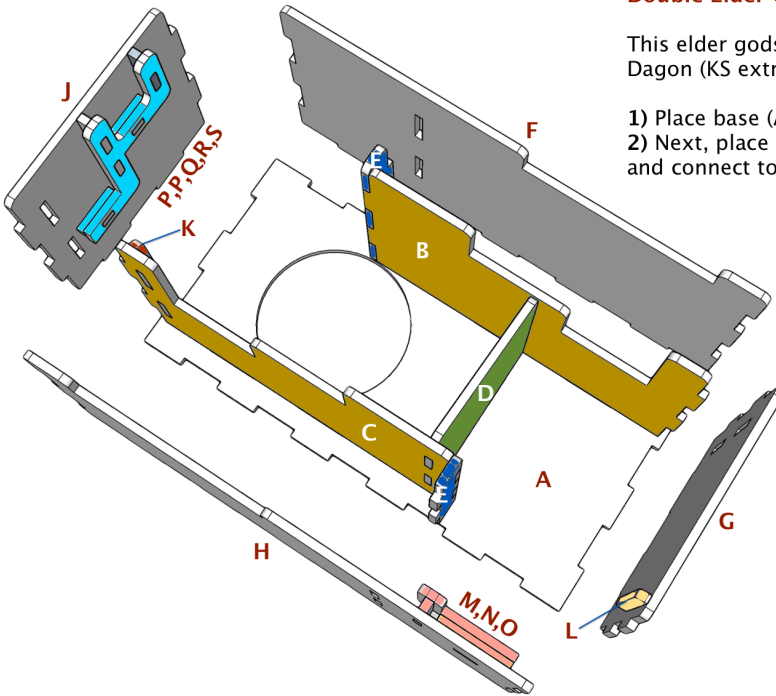 This elder gods
Dagon (KS extr
1) Place base (A
2) Next, place
and connect to
J
F
P,P,Q,R,S
E
K
B
D
C
A
E
G
H
M,N,O
L